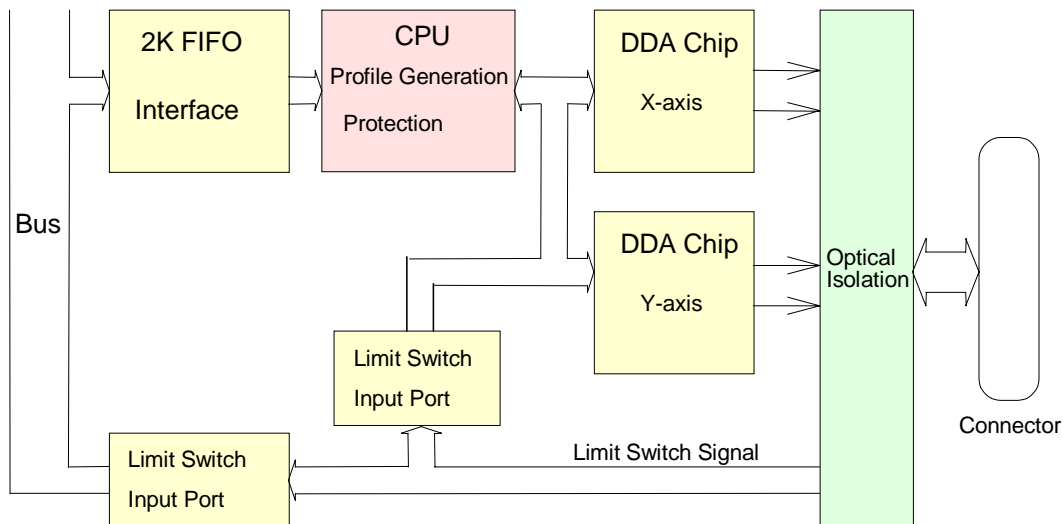 2K FIFO
Interface
CPU
Profile Generation
Protection
DDA Chip
X-axis
Bus
DDA Chip
Y-axis
Optical
Isolation
Limit Switch
Input Port
Connector
Limit Switch Signal
Limit Switch
Input Port